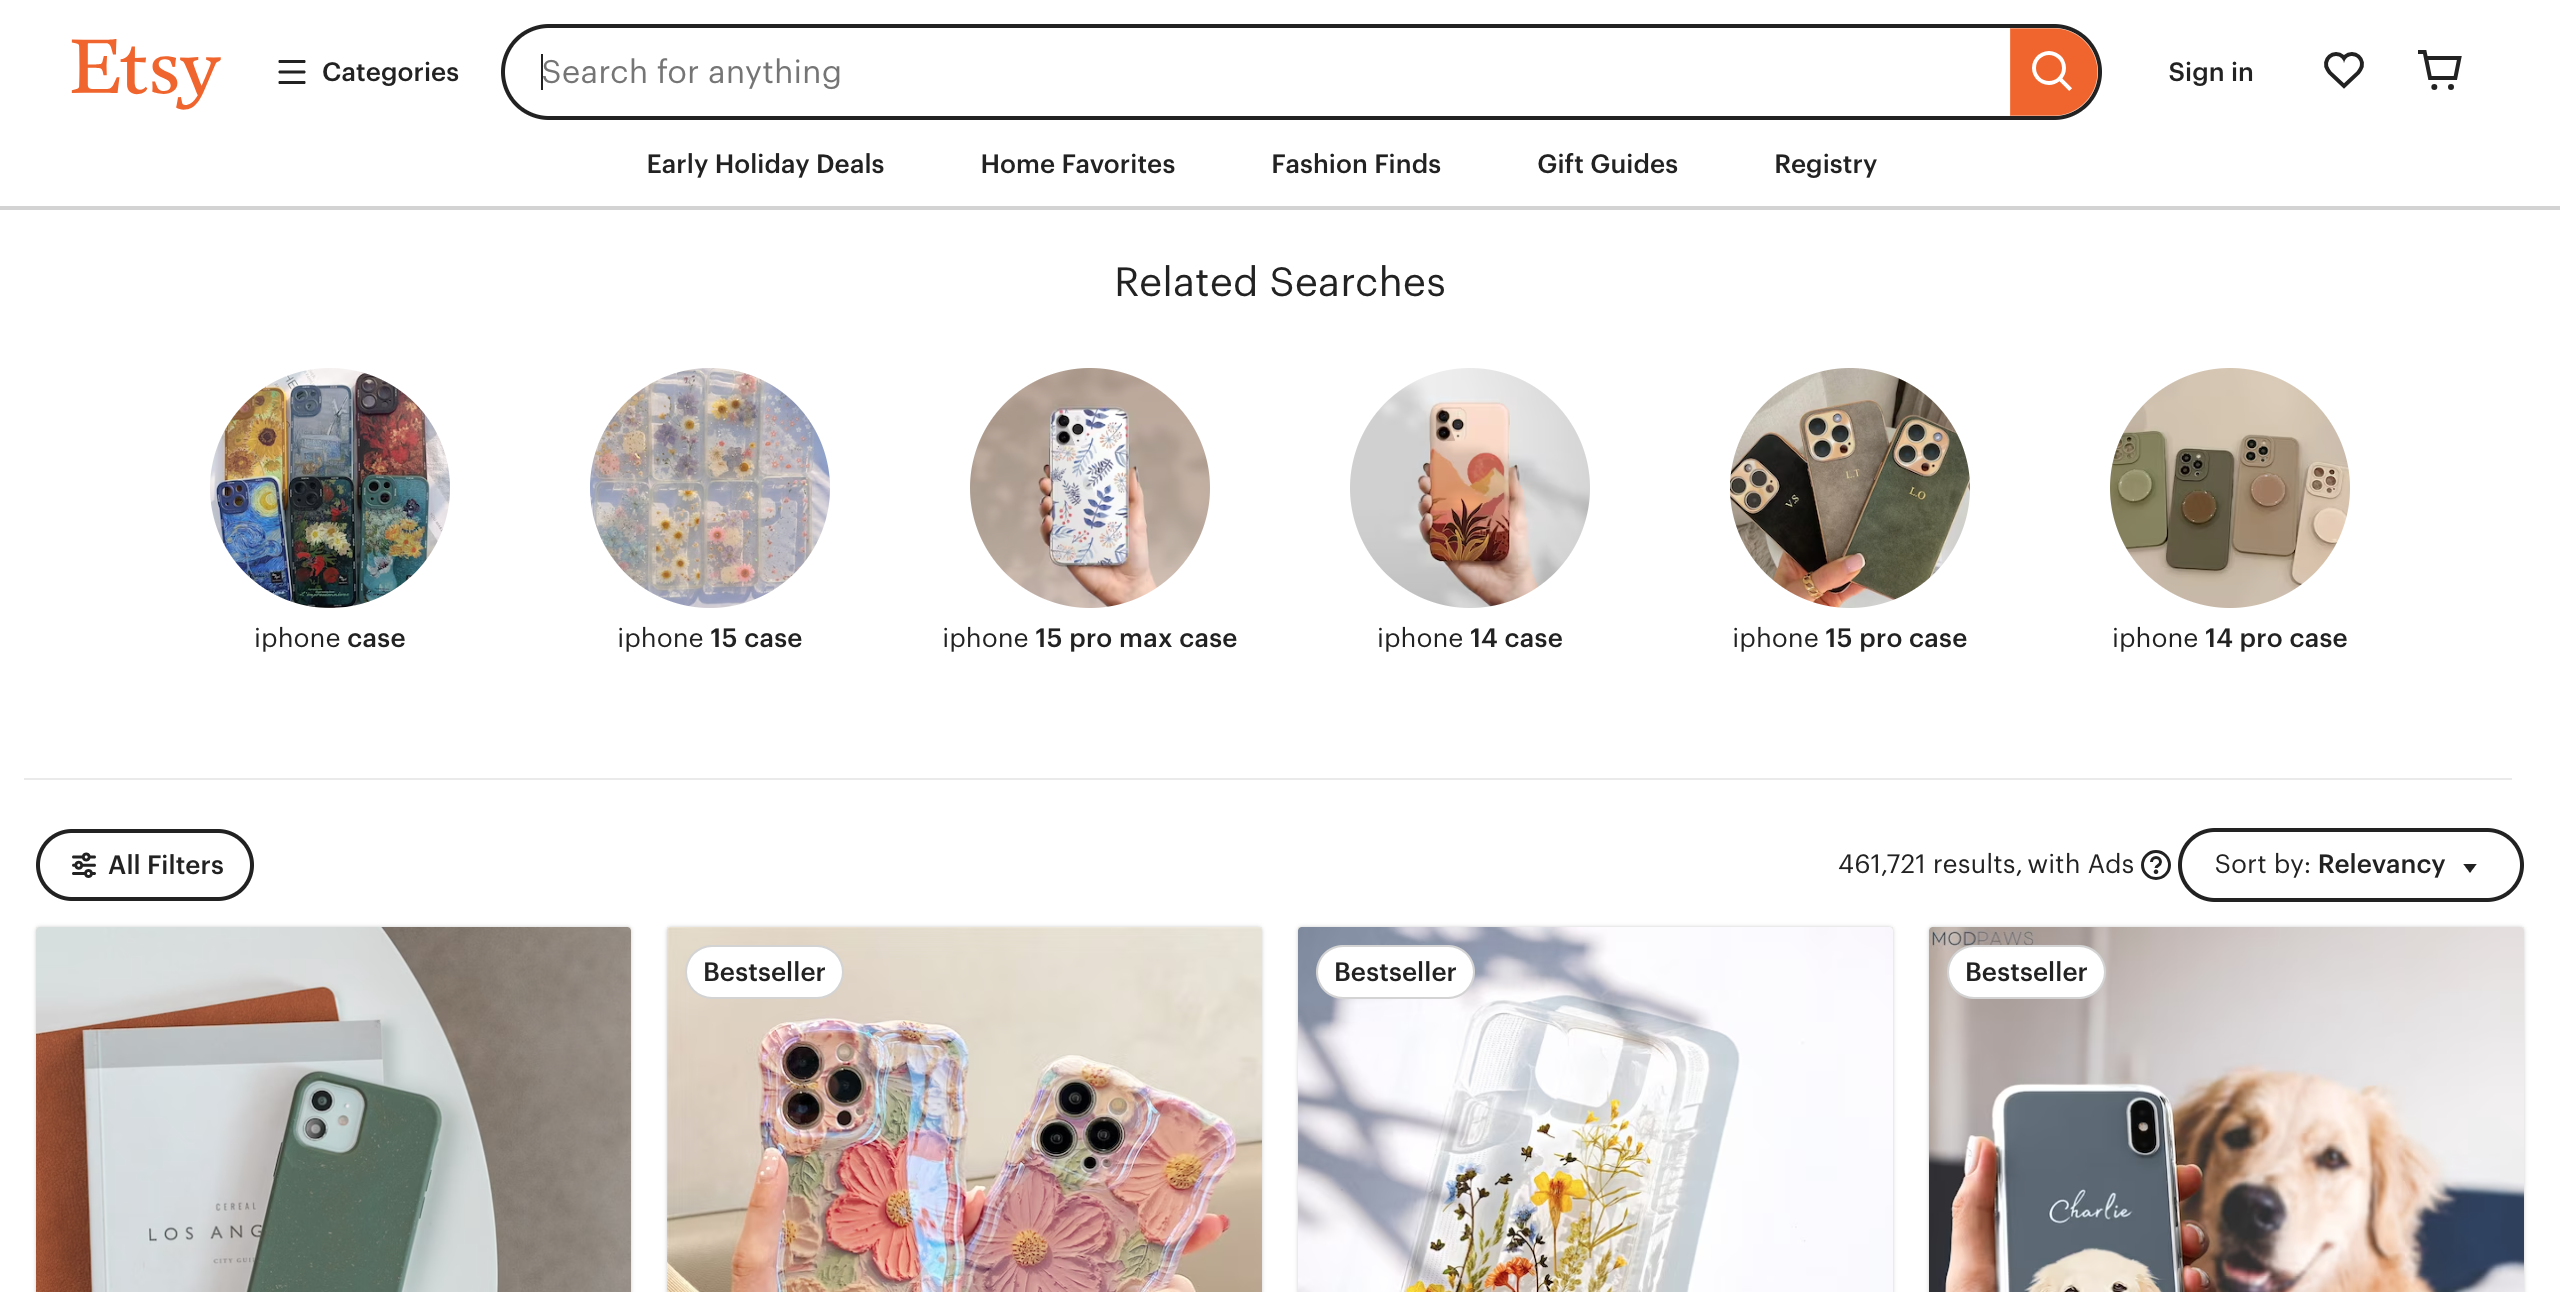 Etsy
Categories
Search for anything
Sign in
Early Holiday Deals
Home Favorites
Fashion Finds
Gift Guides
Registry
Related Searches
V.S
L.T
L.O
iphone case
iphone 15 case
iphone 15 pro max case
iphone 14 case
iphone 15 pro case
iphone 14 pro case
All Filters
461,721 results, with Ads ?
Sort by: Relevancy
CEREAL
LOS ANG
Bestseller
Bestseller
MODPAWS
Bestseller
Charlie